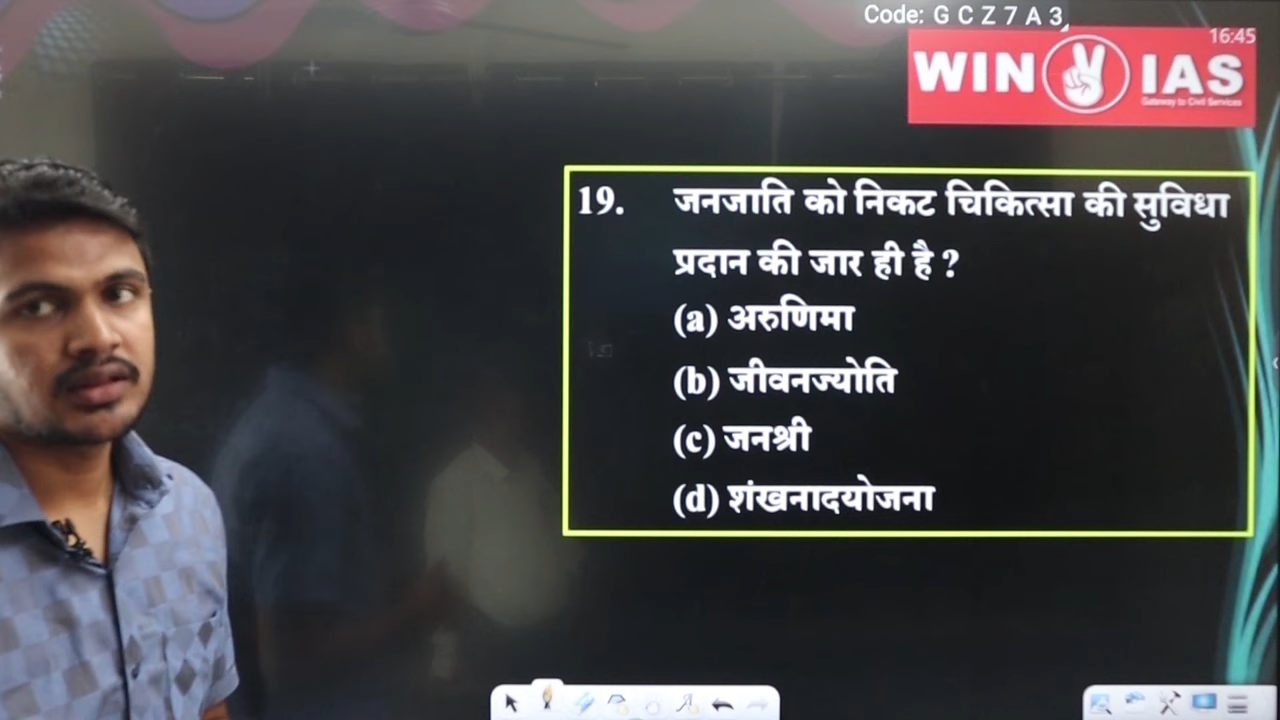 Code: G C Z 7 A 3
16:45
WIN IAS
Gateway to Civil Services
19. जनजाति को निकट चिकित्सा की सुविधा
प्रदान की जार ही है ?
(a) अरुणिमा
(b) जीवनज्योति
(c) जनश्री
(d) शंखनादयोजना